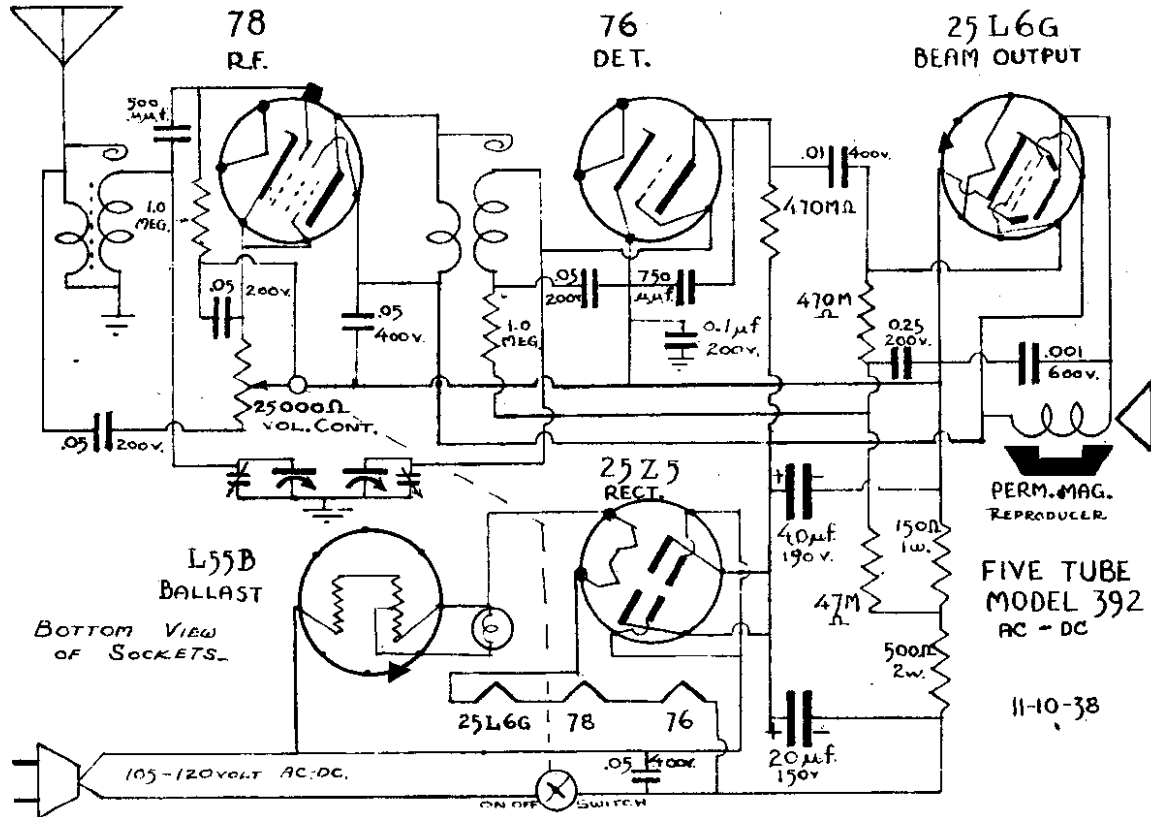 78
R.F.
76
DET.
25L6G
BEAM OUTPUT
500
µµf.
.01
400v.
1.0
MEG.
470MΩ
.05
200v.
.05
400v.
.05
200v.
750
µµf.
1.0
MEG.
0.1µf
200v.
470M
Ω
0.25
200v.
.001
600v.
25000Ω
VOL. CONT.
.05
200v.
25Z5
RECT.
+
-
40µf.
190v.
PERM. MAG.
REPRODUCER
L55B
BALLAST
150Ω
1w.
FIVE TUBE
MODEL 392
AC - DC
47M
Ω
BOTTOM VIEW
OF SOCKETS_
500Ω
2w.
25L6G
78
76
11-10-38
+
-
20µf.
150v
105-120VOLT AC-DC.
.05
400v.
ON OFF
SWITCH